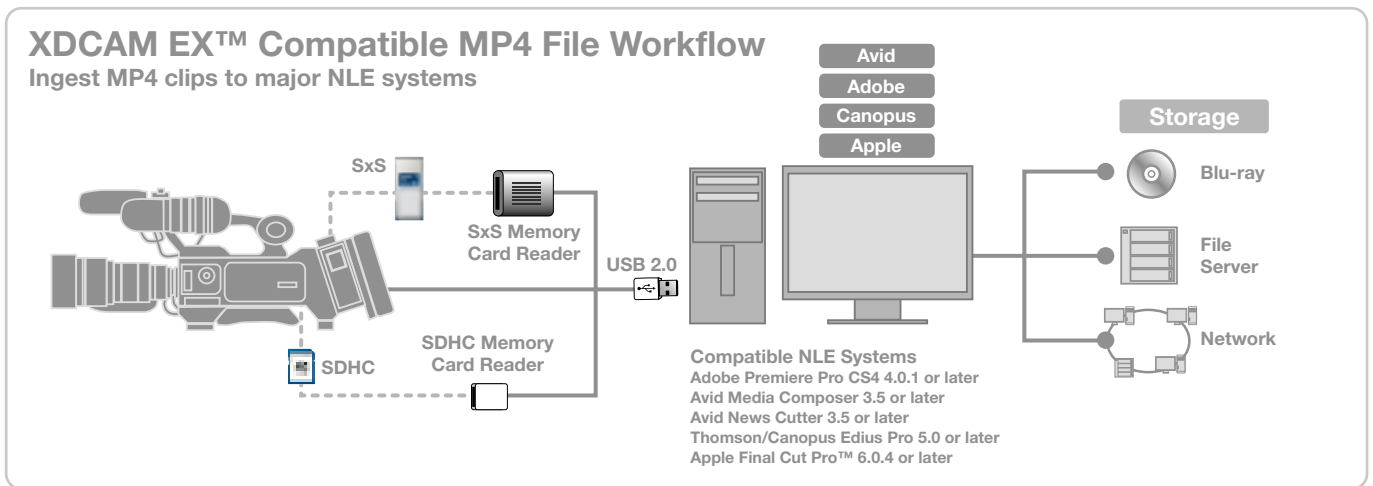 XDCAM EX™ Compatible MP4 File Workflow
Ingest MP4 clips to major NLE systems
Avid
Adobe
Canopus
Apple
Storage
SxS
SxS Memory
Card Reader
USB 2.0
SDHC
SDHC Memory
Card Reader
Blu-ray
File
Server
Network
Compatible NLE Systems
Adobe Premiere Pro CS4 4.0.1 or later
Avid Media Composer 3.5 or later
Avid News Cutter 3.5 or later
Thomson/Canopus Edius Pro 5.0 or later
Apple Final Cut Pro™ 6.0.4 or later